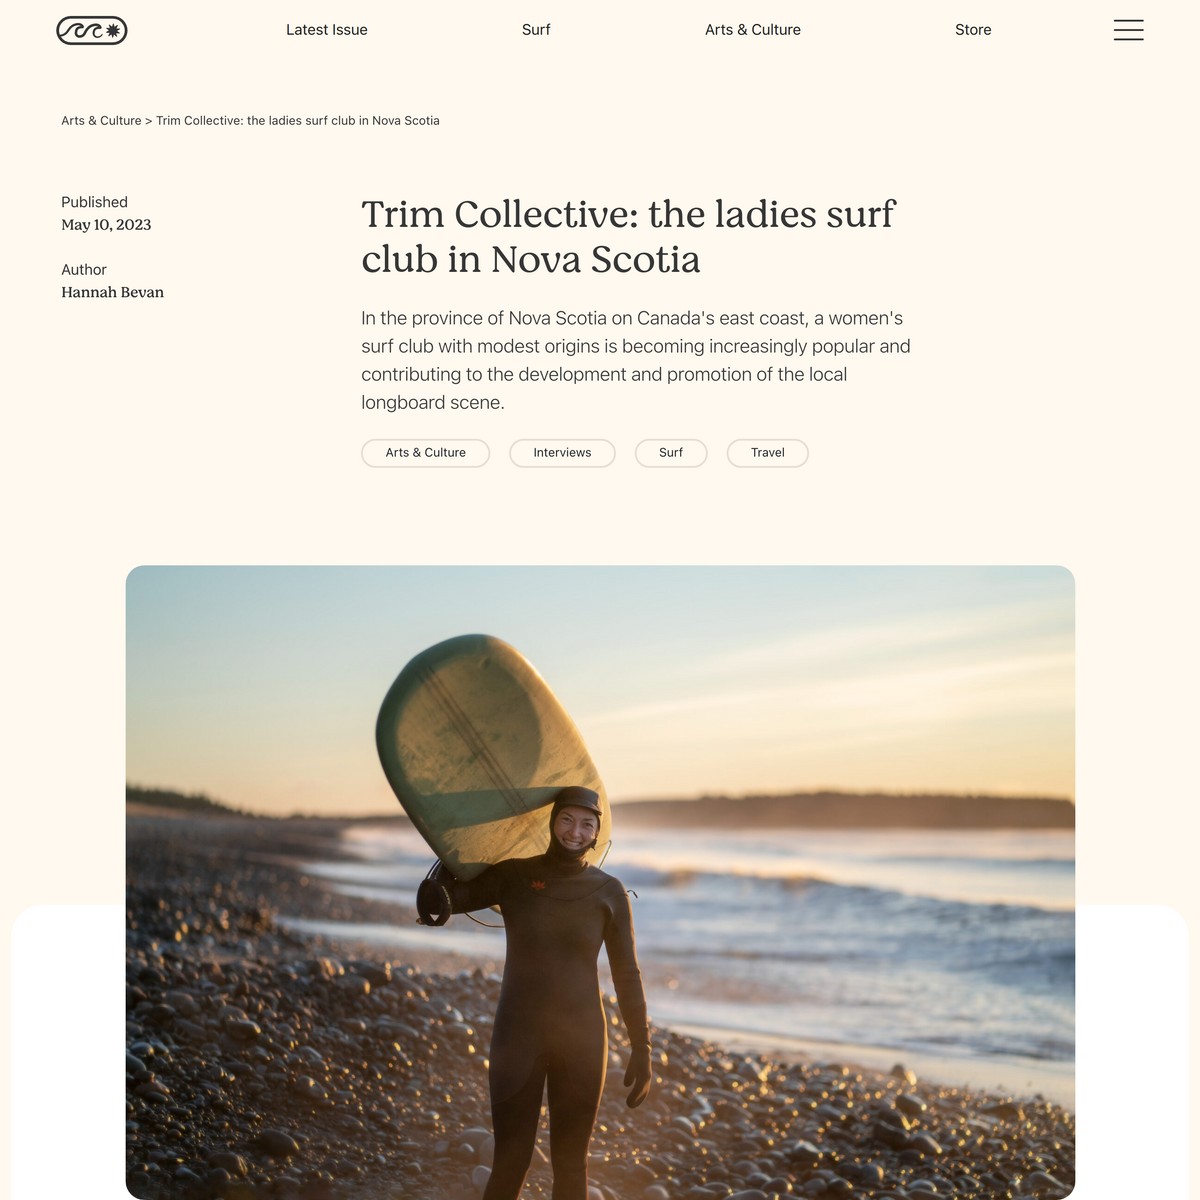 Latest Issue
Surf
Arts & Culture
Store
Arts & Culture > Trim Collective: the ladies surf club in Nova Scotia
Published
May 10, 2023
Author
Hannah Bevan
Trim Collective: the ladies surf
club in Nova Scotia
In the province of Nova Scotia on Canada's east coast, a women's
surf club with modest origins is becoming increasingly popular and
contributing to the development and promotion of the local
longboard scene.
Arts & Culture
Interviews
Surf
Travel